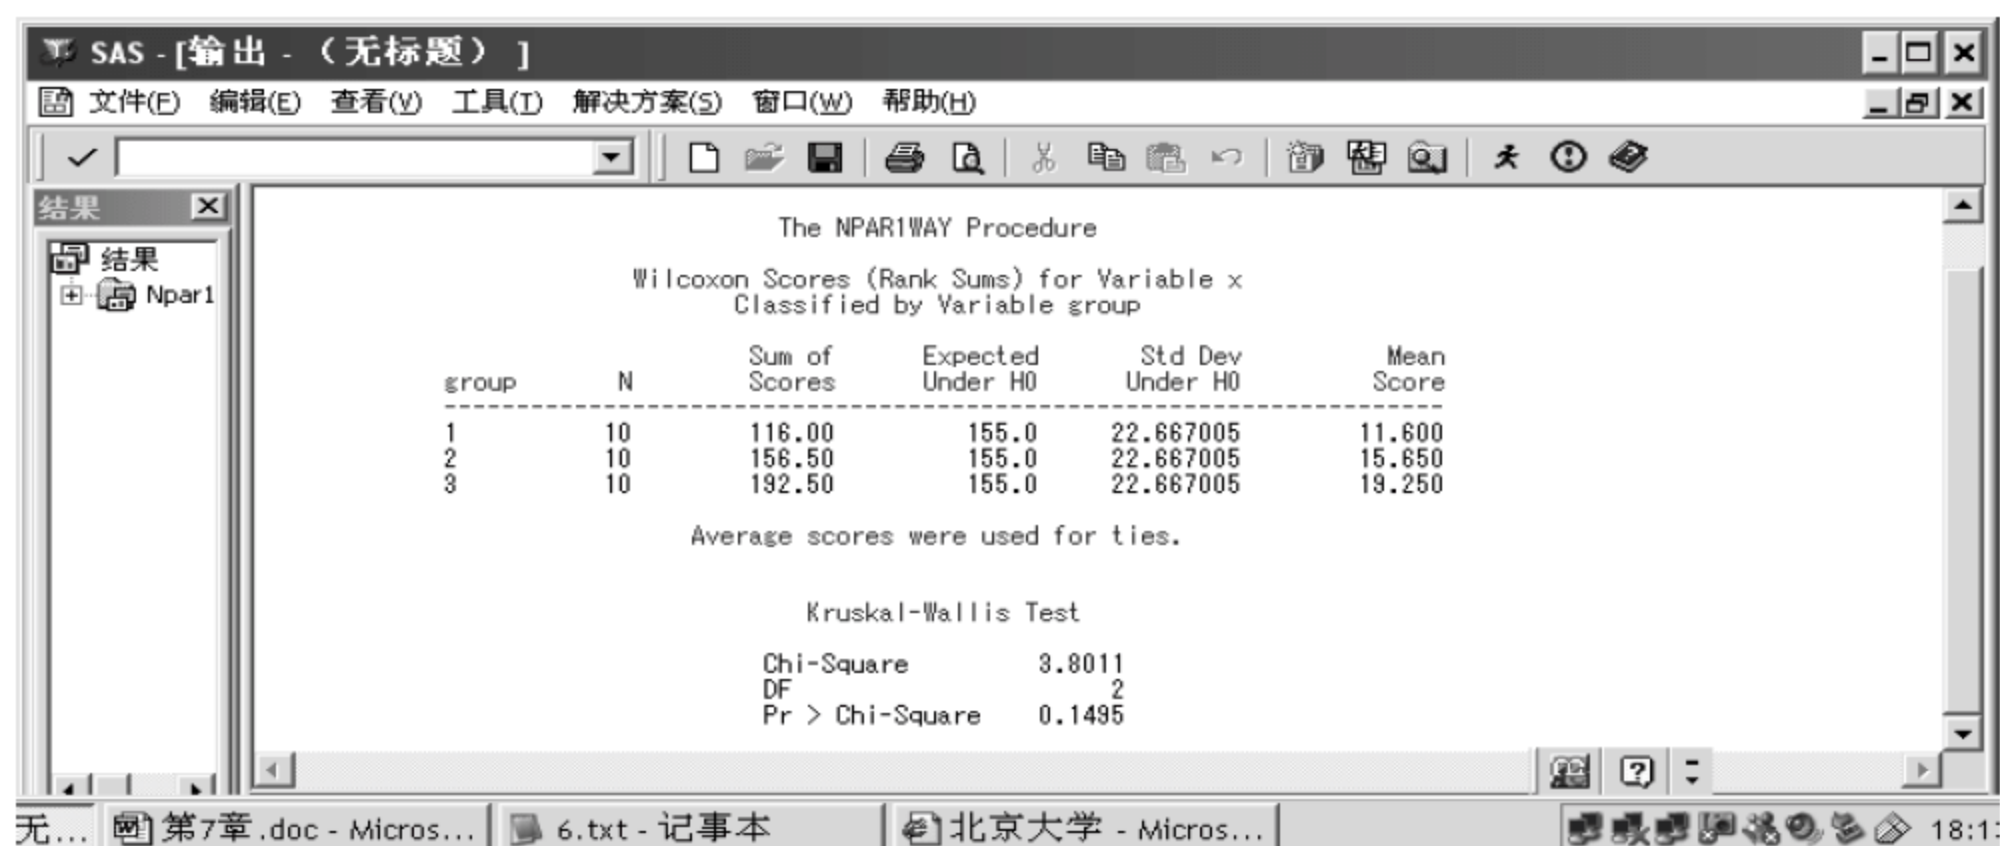 SAS - [输出 - （无标题） ]
文件(F) 编辑(E) 查看(V) 工具(T) 解决方案(S) 窗口(W) 帮助(H)
结果
结果
Npar1
The NPAR1WAY Procedure
Wilcoxon Scores (Rank Sums) for Variable x
Classified by Variable group
Sum of Expected Std Dev Mean
group N Scores Under H0 Under H0 Score
1 10 116.00 155.0 22.667005 11.600
2 10 156.50 155.0 22.667005 15.650
3 10 192.50 155.0 22.667005 19.250
Average scores were used for ties.
Kruskal-Wallis Test
Chi-Square 3.8011
DF 2
Pr > Chi-Square 0.1495
无... 第7章.doc - Micros... 6.txt - 记事本 北京大学 - Micros... 18:1